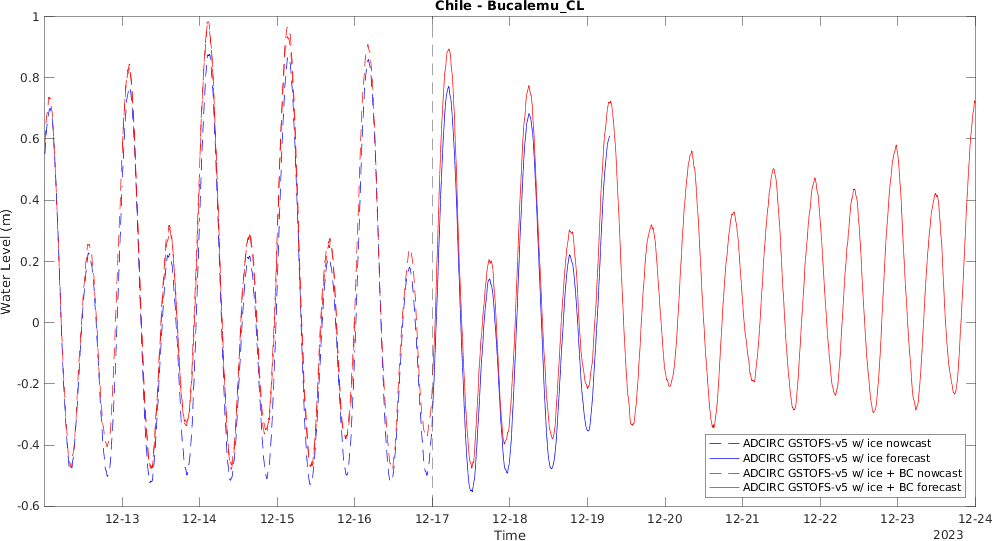 Chile - Bucalemu_CL
Water Level (m)
1
0.8
0.6
0.4
0.2
0
-0.2
-0.4
-0.6
ADCIRC GSTOFS-v5 w/ ice nowcast
ADCIRC GSTOFS-v5 w/ ice forecast
ADCIRC GSTOFS-v5 w/ ice + BC nowcast
ADCIRC GSTOFS-v5 w/ ice + BC forecast
12-13 12-14 12-15 12-16 12-17 12-18 12-19 12-20 12-21 12-22 12-23 12-24
Time
2023